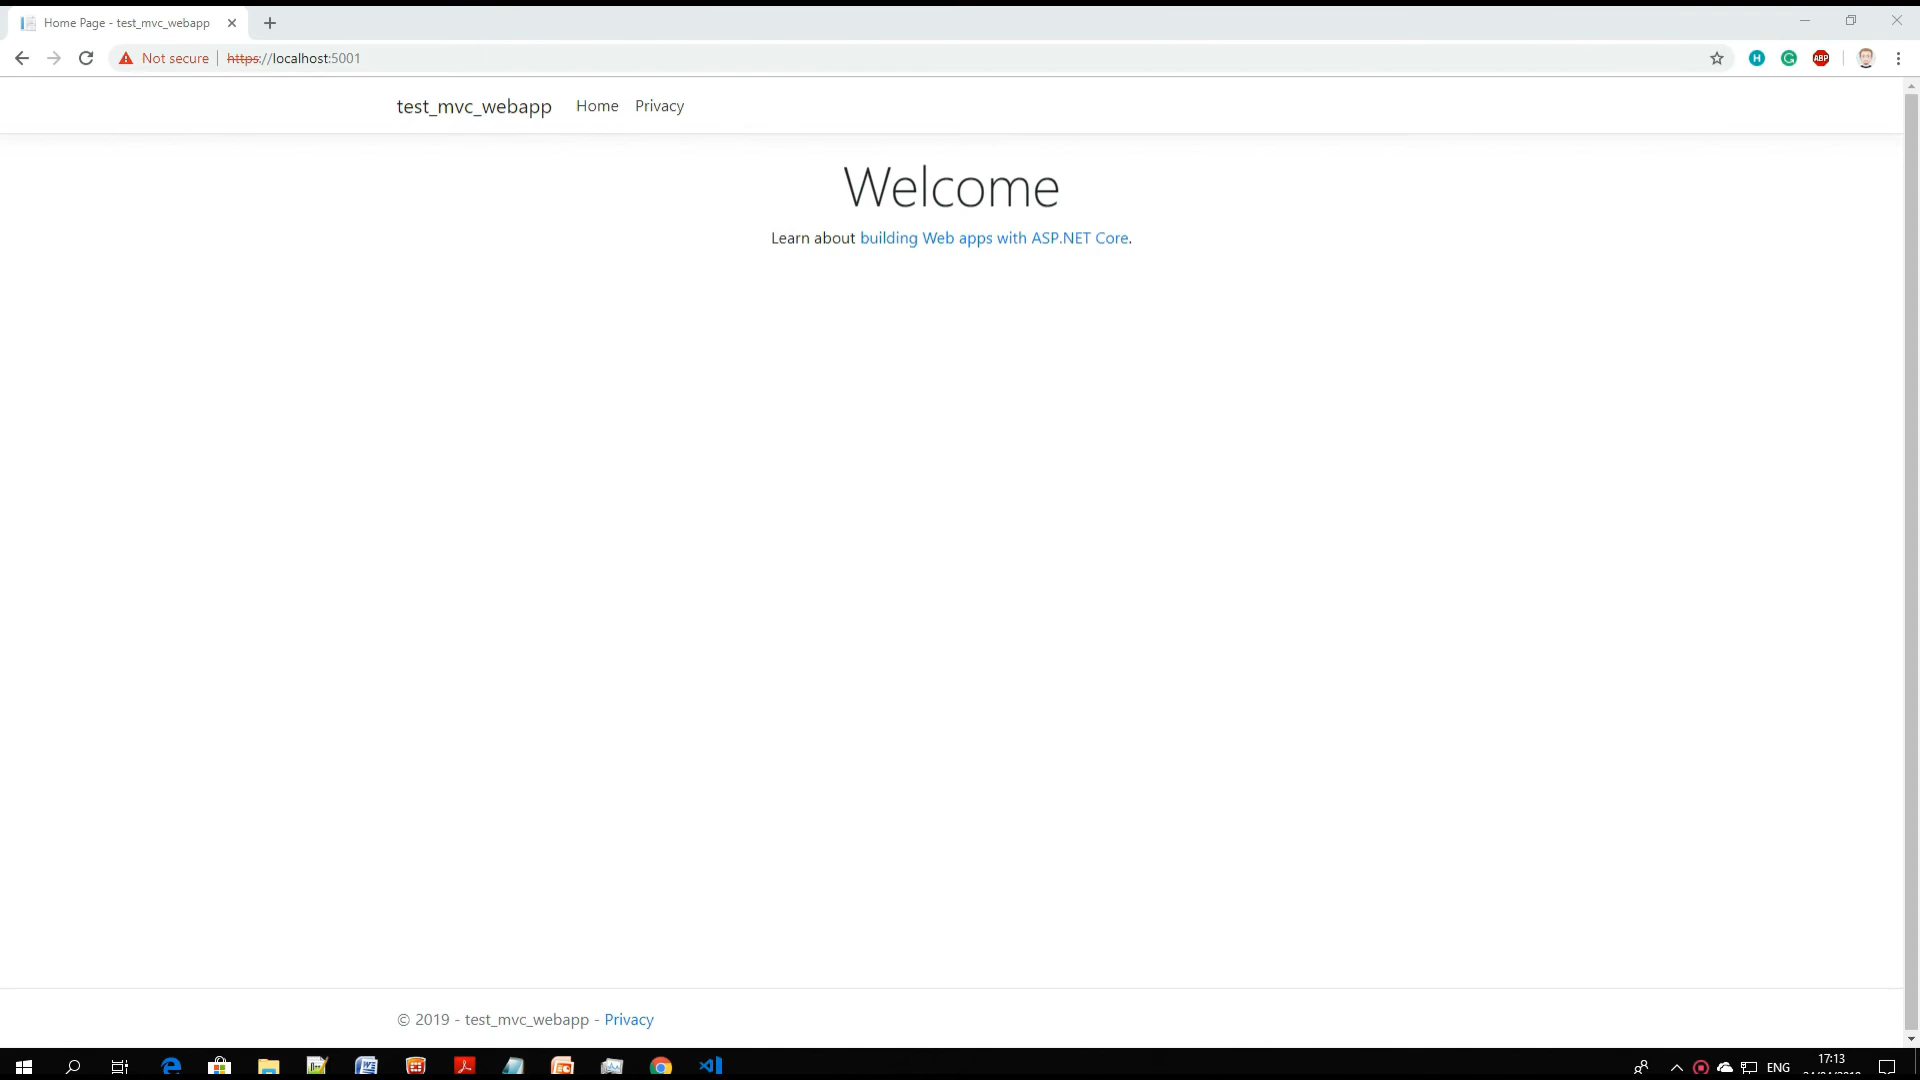 Home Page - test_mvc_webapp
Not secure
https://localhost:5001
H
ABP
test_mvc_webapp Home Privacy
Welcome
Learn about building Web apps with ASP.NET Core.
© 2019 - test_mvc_webapp - Privacy
ENG
17:13